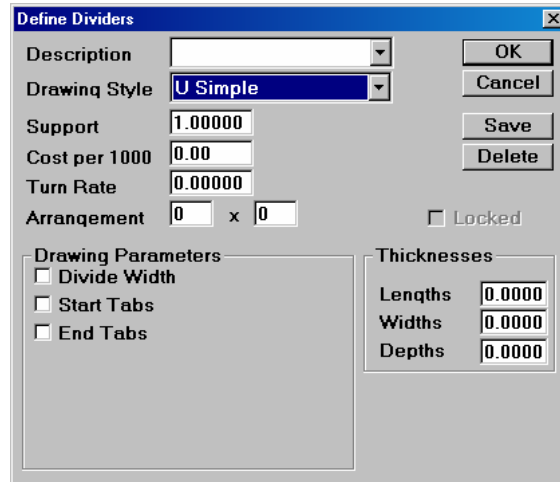 Define Dividers
Description
OK
Drawing Style U Simple
Cancel
Support 1.00000
Save
Cost per 1000 0.00
Delete
Turn Rate 0.00000
Arrangement 0 x 0
Locked
Drawing Parameters
Divide Width
Start Tabs
End Tabs
Thicknesses
Lengths 0.0000
Widths 0.0000
Depths 0.0000